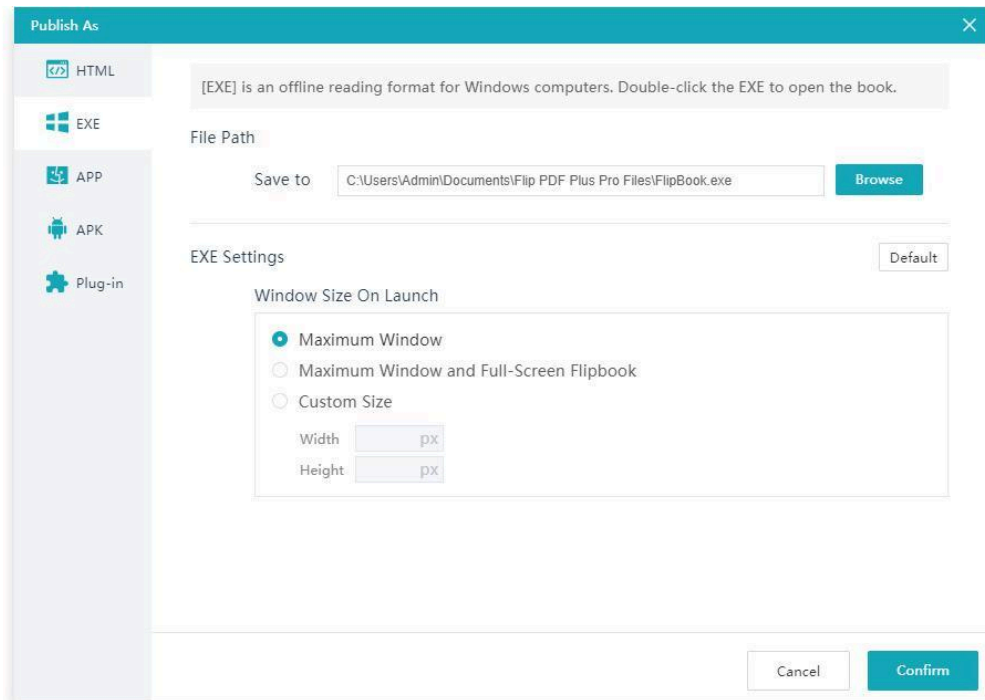 Publish As
HTML
EXE
APP
APK
Plug-in
[EXE] is an offline reading format for Windows computers. Double-click the EXE to open the book.
File Path
Save to C:\Users\Admin\Documents\Flip PDF Plus Pro Files\FlipBook.exe Browse
EXE Settings Default
Window Size On Launch
Maximum Window
Maximum Window and Full-Screen Flipbook
Custom Size
Width px
Height px
Cancel Confirm